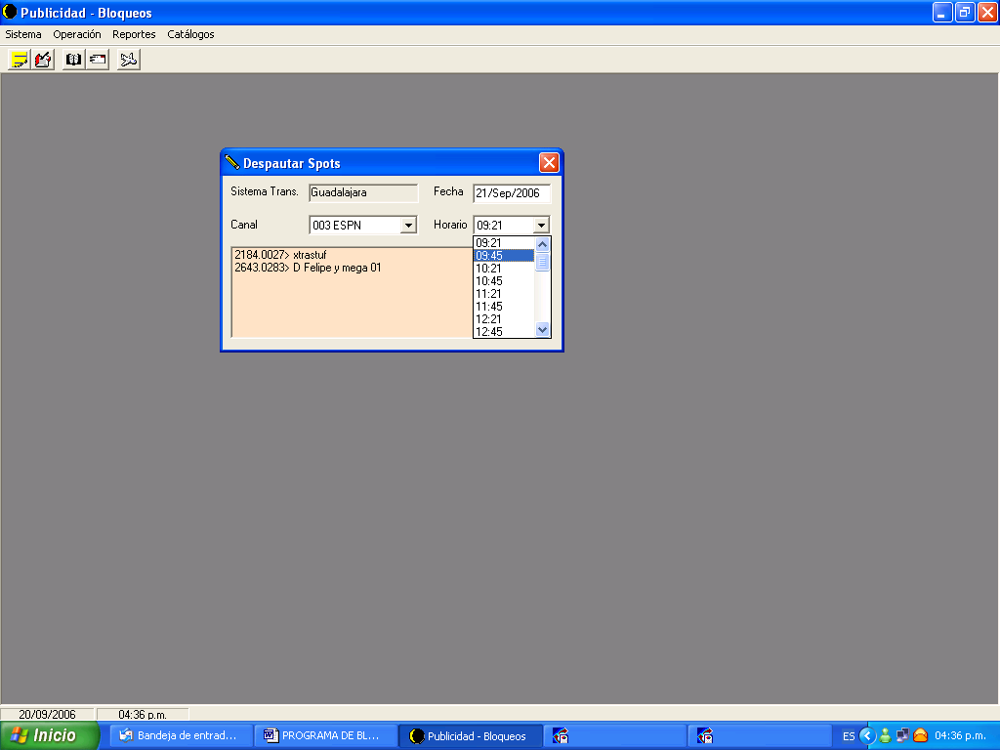 Publicidad - Bloqueos
Sistema Operación Reportes Catálogos
Despautar Spots
Sistema Trans. Guadalajara Fecha 21/Sep/2006
Canal 003 ESPN Horario 09:21
09:21
2184.0027> xtrastuf 09:45
2643.0283> D Felipe y mega 01 10:21
10:45
11:21
11:45
12:21
12:45
20/09/2006 04:36 p.m.
Inicio Bandeja de entrad... PROGRAMA DE BL... Publicidad - Bloqueos ES 04:36 p.m.